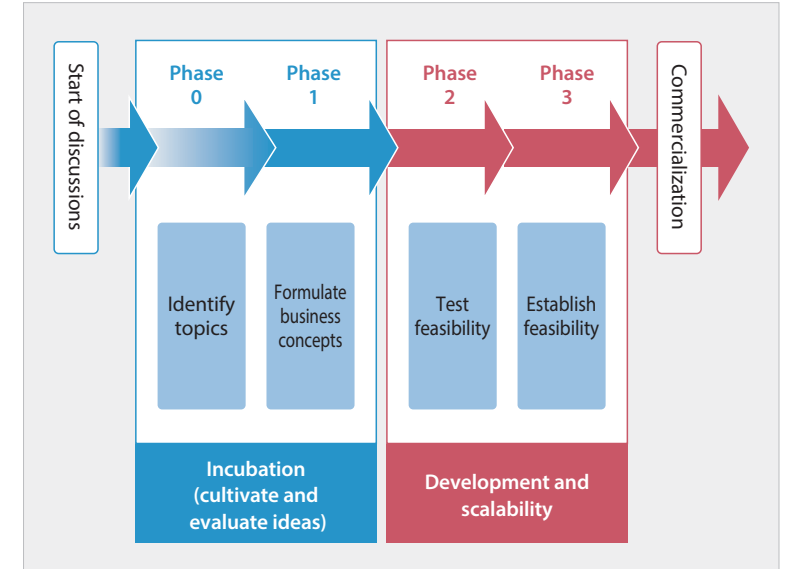 Start of discussions
Phase
0
Phase
1
Phase
2
Phase
3
Commercialization
Identify
topics
Formulate
business
concepts
Test
feasibility
Establish
feasibility
Incubation
(cultivate and
evaluate ideas)
Development and
scalability